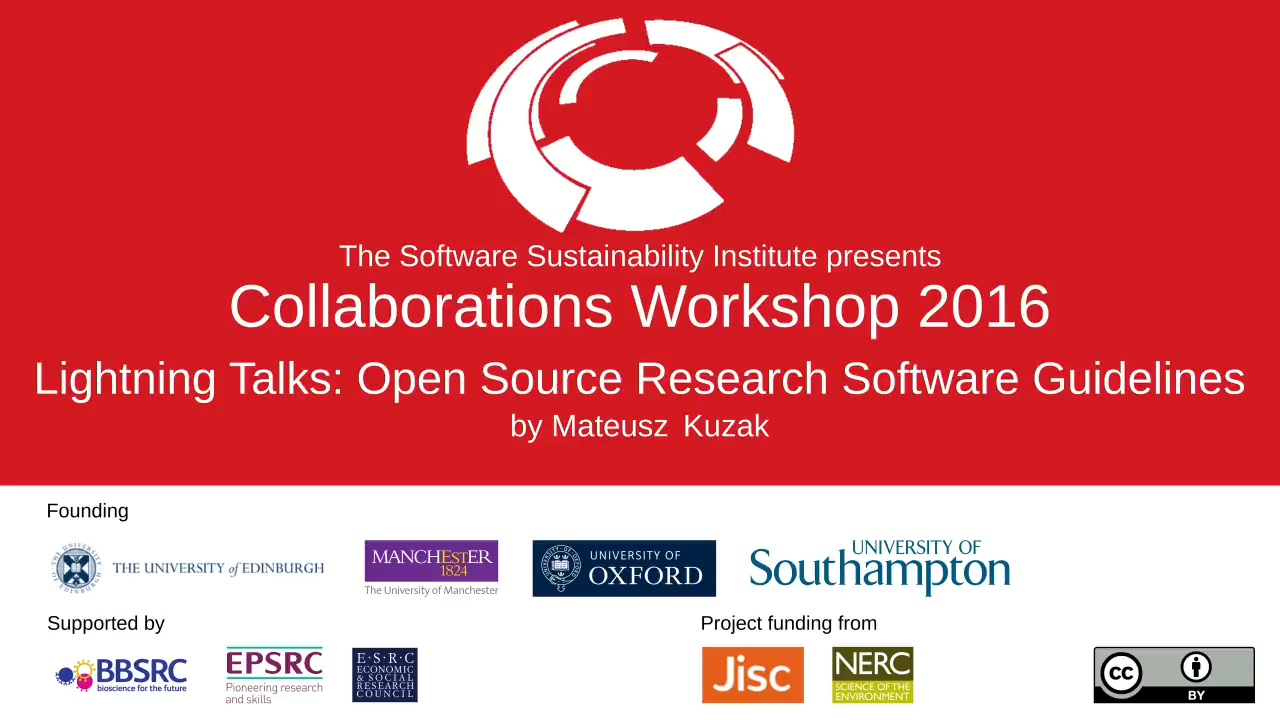 The Software Sustainability Institute presents
Collaborations Workshop 2016
Lightning Talks: Open Source Research Software Guidelines
by Mateusz Kuzak
Founding
THE UNIVERSITY of EDINBURGH
MANCHESTER
1824
The University of Manchester
UNIVERSITY OF
OXFORD
UNIVERSITY OF
Southampton
Supported by
Project funding from
BBSRC
bioscience for the future
EPSRC
Pioneering research
and skills
E·S·R·C
ECONOMIC
& SOCIAL
RESEARCH
COUNCIL
Jisc
NERC
SCIENCE OF THE
ENVIRONMENT
cc
BY